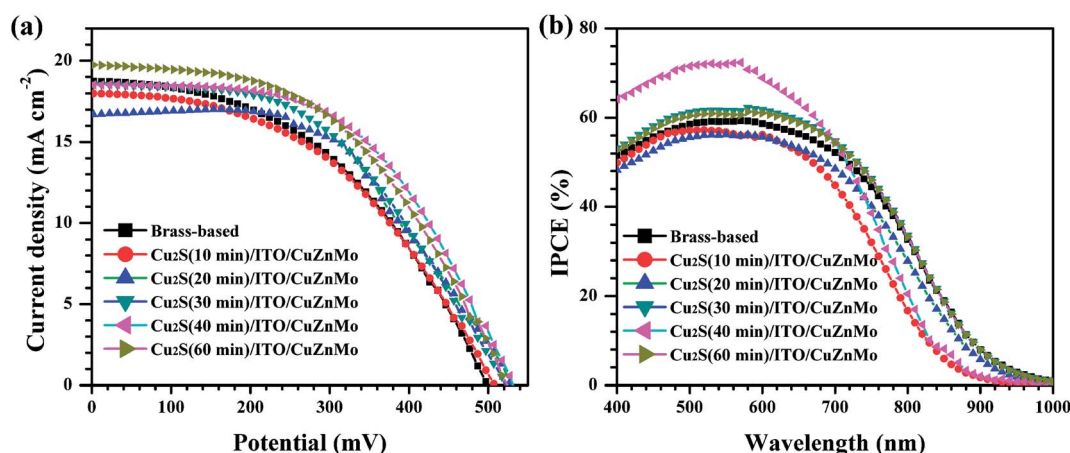 (a)
20
15
10
5
0
Current density (mA cm⁻²)
0 100 200 300 400 500
Potential (mV)
Brass-based
Cu₂S(10 min)/ITO/CuZnMo
Cu₂S(20 min)/ITO/CuZnMo
Cu₂S(30 min)/ITO/CuZnMo
Cu₂S(40 min)/ITO/CuZnMo
Cu₂S(60 min)/ITO/CuZnMo
(b)
80
60
40
20
0
IPCE (%)
400 500 600 700 800 900 1000
Wavelength (nm)
Brass-based
Cu₂S(10 min)/ITO/CuZnMo
Cu₂S(20 min)/ITO/CuZnMo
Cu₂S(30 min)/ITO/CuZnMo
Cu₂S(40 min)/ITO/CuZnMo
Cu₂S(60 min)/ITO/CuZnMo